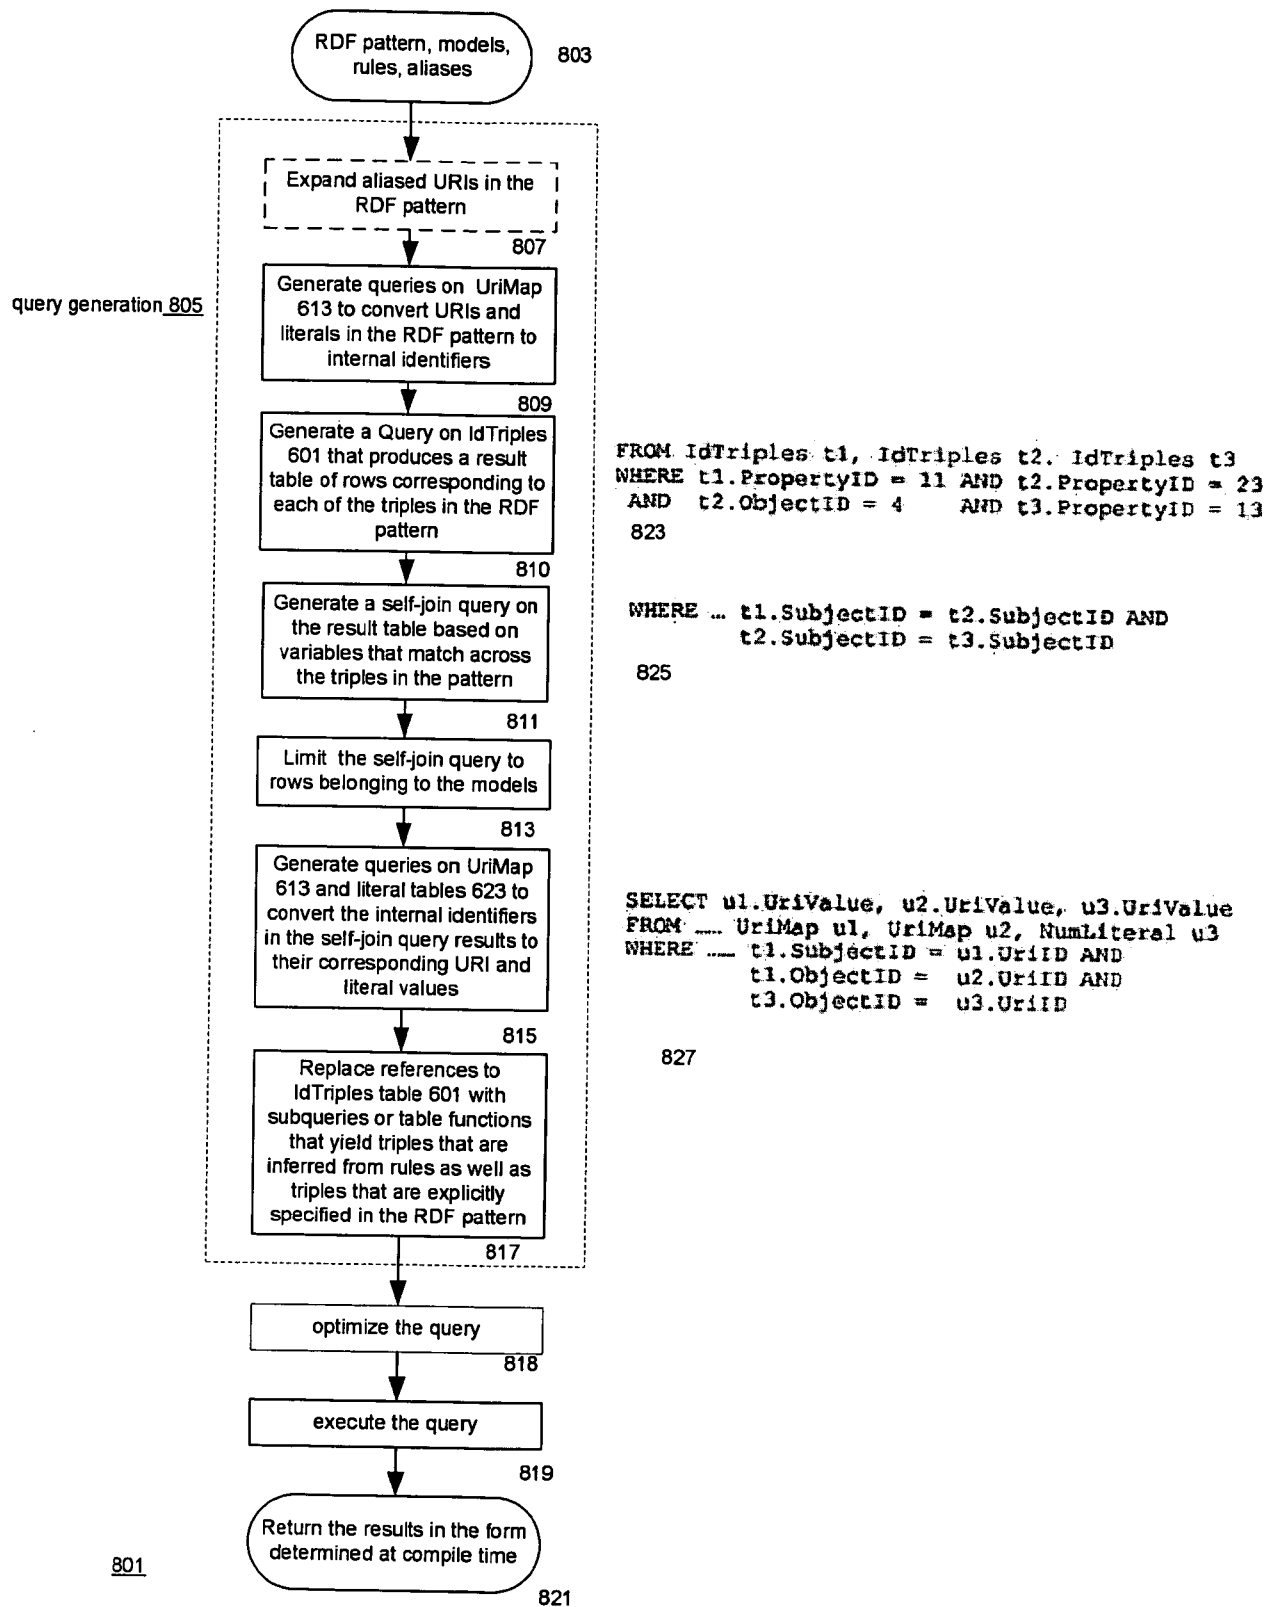 RDF pattern, models,
rules, aliases
803
Expand aliased URIs in the
RDF pattern
807
query generation 805
Generate queries on UriMap
613 to convert URIs and
literals in the RDF pattern to
internal identifiers
809
Generate a Query on IdTriples
601 that produces a result
table of rows corresponding to
each of the triples in the RDF
pattern
810
FROM IdTriples t1, IdTriples t2. IdTriples t3
WHERE t1.PropertyID = 11 AND t2.PropertyID = 23
AND t2.ObjectID = 4 AND t3.PropertyID = 13
823
Generate a self-join query on
the result table based on
variables that match across
the triples in the pattern
811
WHERE ... t1.SubjectID = t2.SubjectID AND
t2.SubjectID = t3.SubjectID
825
Limit the self-join query to
rows belonging to the models
813
Generate queries on UriMap
613 and literal tables 623 to
convert the internal identifiers
in the self-join query results to
their corresponding URI and
literal values
815
SELECT u1.UriValue, u2.UriValue, u3.UriValue
FROM ...... UriMap u1, UriMap u2, NumLiteral u3
WHERE ...... t1.SubjectID = u1.UriID AND
t1.ObjectID = u2.UriID AND
t3.ObjectID = u3.UriID
827
Replace references to
IdTriples table 601 with
subqueries or table functions
that yield triples that are
inferred from rules as well as
triples that are explicitly
specified in the RDF pattern
817
optimize the query
818
execute the query
819
Return the results in the form
determined at compile time
821
801